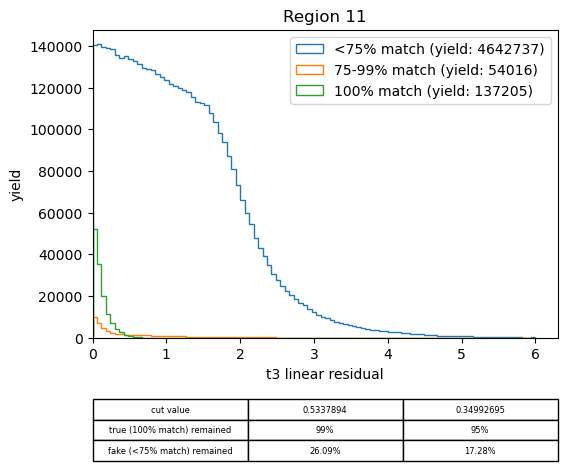 Region 11
<75% match (yield: 4642737)
75-99% match (yield: 54016)
100% match (yield: 137205)
yield
140000
120000
100000
80000
60000
40000
20000
0
0 1 2 3 4 5 6
t3 linear residual
cut value 0.5337894 0.34992695
true (100% match) remained 99% 95%
fake (<75% match) remained 26.09% 17.28%